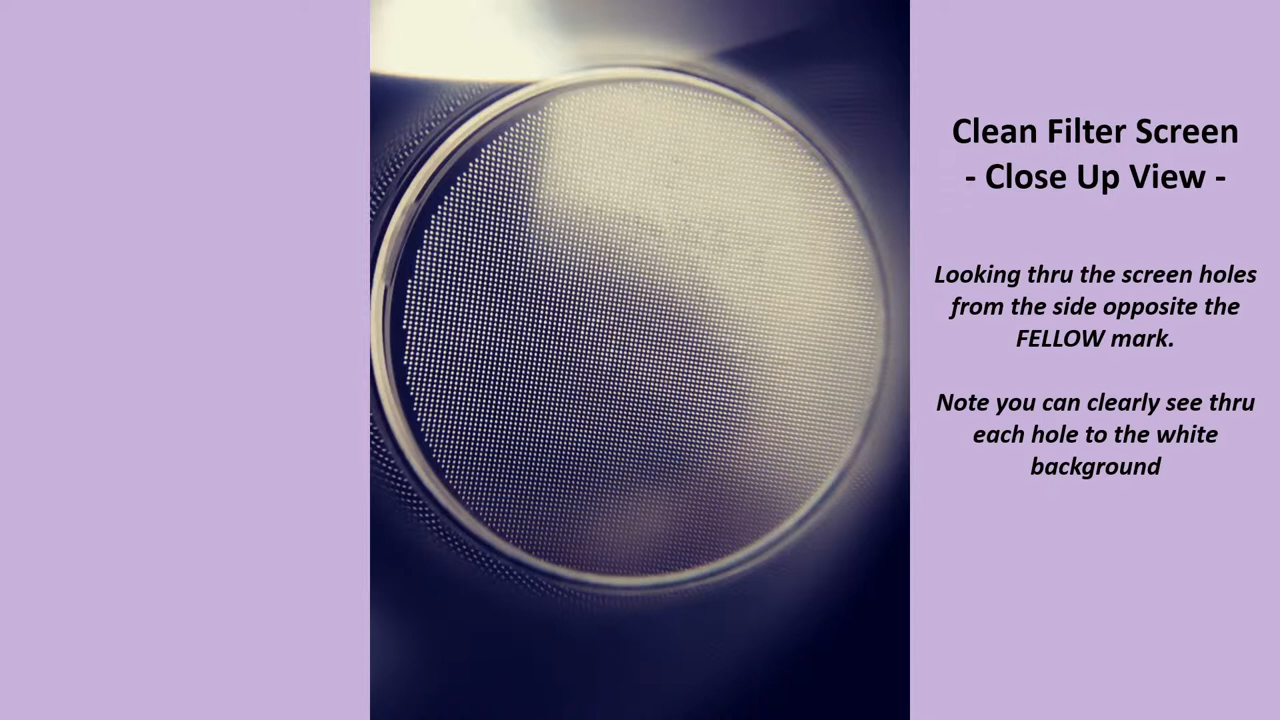 Clean Filter Screen
- Close Up View -
Looking thru the screen holes
from the side opposite the
FELLOW mark.
Note you can clearly see thru
each hole to the white
background